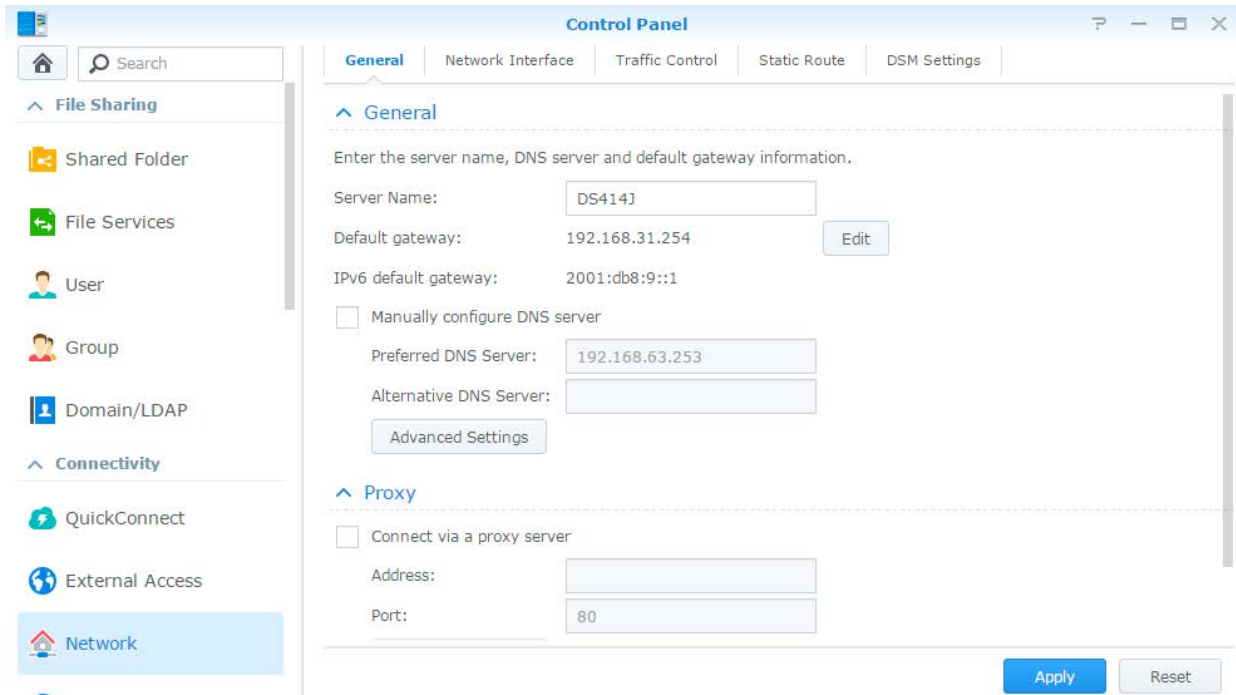 Control Panel
Search
General
Network Interface
Traffic Control
Static Route
DSM Settings
File Sharing
Shared Folder
File Services
User
Group
Domain/LDAP
Connectivity
QuickConnect
External Access
Network
General
Enter the server name, DNS server and default gateway information.
Server Name: DS414J
Default gateway: 192.168.31.254 Edit
IPv6 default gateway: 2001:db8:9::1
Manually configure DNS server
Preferred DNS Server: 192.168.63.253
Alternative DNS Server:
Advanced Settings
Proxy
Connect via a proxy server
Address:
Port: 80
Apply Reset